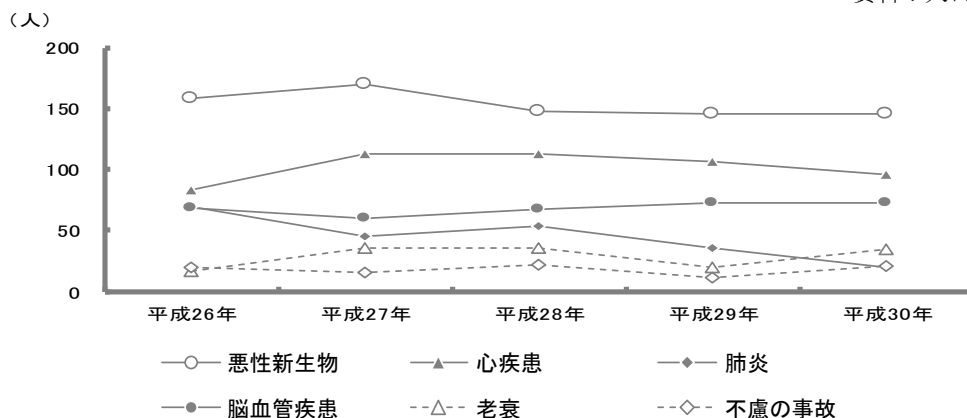 （人）
200
150
100
50
0
平成26年 平成27年 平成28年 平成29年 平成30年
悪性新生物 心疾患 肺炎
脳血管疾患 老衰 不慮の事故